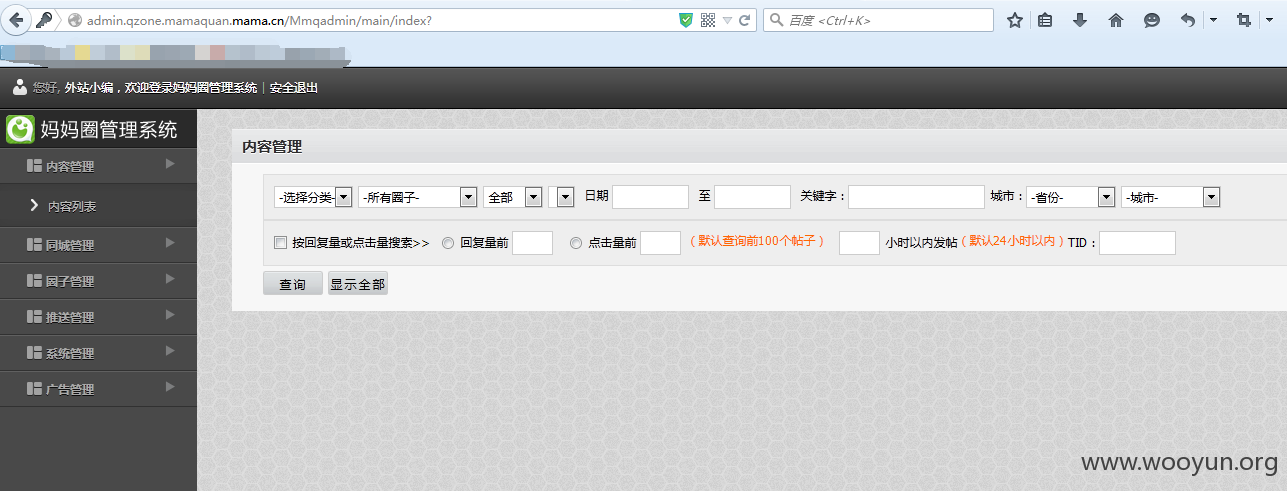 admin.qzone.mamaquan.mama.cn/Mmqadmin/main/index?
百度 <Ctrl+K>
您好, 外站小编，欢迎登录妈妈圈管理系统 | 安全退出
妈妈圈管理系统
内容管理
内容列表
同城管理
圈子管理
推送管理
系统管理
广告管理
内容管理
-选择分类- -所有圈子- 全部 日期 至 关键字： 城市： -省份- -城市-
按回复量或点击量搜索>> 回复量前 点击量前 （默认查询前100个帖子） 小时以内发帖（默认24小时以内）TID：
查询 显示全部
www.wooyun.org